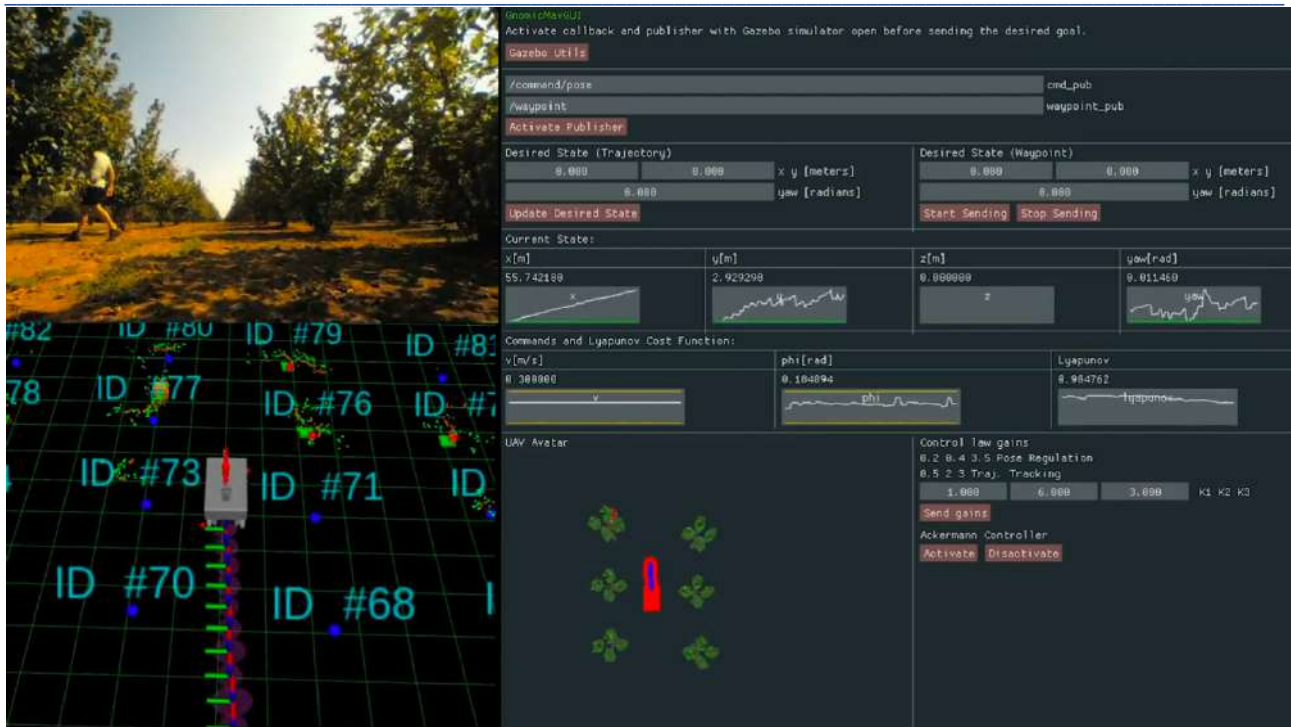 GnomicMavGUI
Activate callback and publisher with Gazebo simulator open before sending the desired goal.
Gazebo Utils
/command/pose cmd_pub
/waypoint waypoint_pub
Activate Publisher
Desired State (Trajectory) Desired State (Waypoint)
0.000 0.000 x y [meters] 0.000 0.000 x y [meters]
0.000 yaw [radians] 0.000 yaw [radians]
Update Desired State Start Sending Stop Sending
Current State:
x[m] y[m] z[m] yaw[rad]
55.742180 2.929290 0.000000 0.011460
x y z yaw
Commands and Lyapunov Cost Function:
v[m/s] phi[rad] Lyapunov
0.300000 0.104094 0.904762
v phi lyapunov
UAV Avatar Control law gains
0.2 0.4 3.5 Pose Regulation
0.5 2 3 Traj. Tracking
1.000 6.000 3.000 K1 K2 K3
Send gains
Ackermann Controller
Activate Disactivate
#82 ID #80 ID #79 ID #81
78 ID #77 ID #76 ID
ID #73 ID #71 ID
ID #70 ID #68